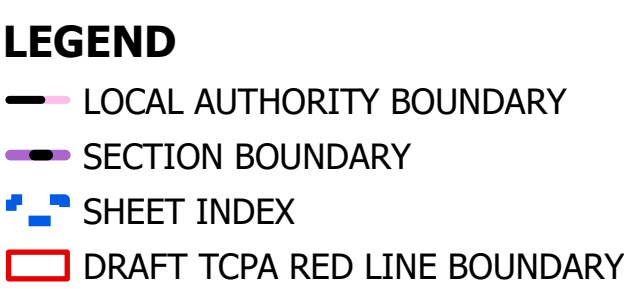 LEGEND
LOCAL AUTHORITY BOUNDARY
SECTION BOUNDARY
SHEET INDEX
DRAFT TCPA RED LINE BOUNDARY